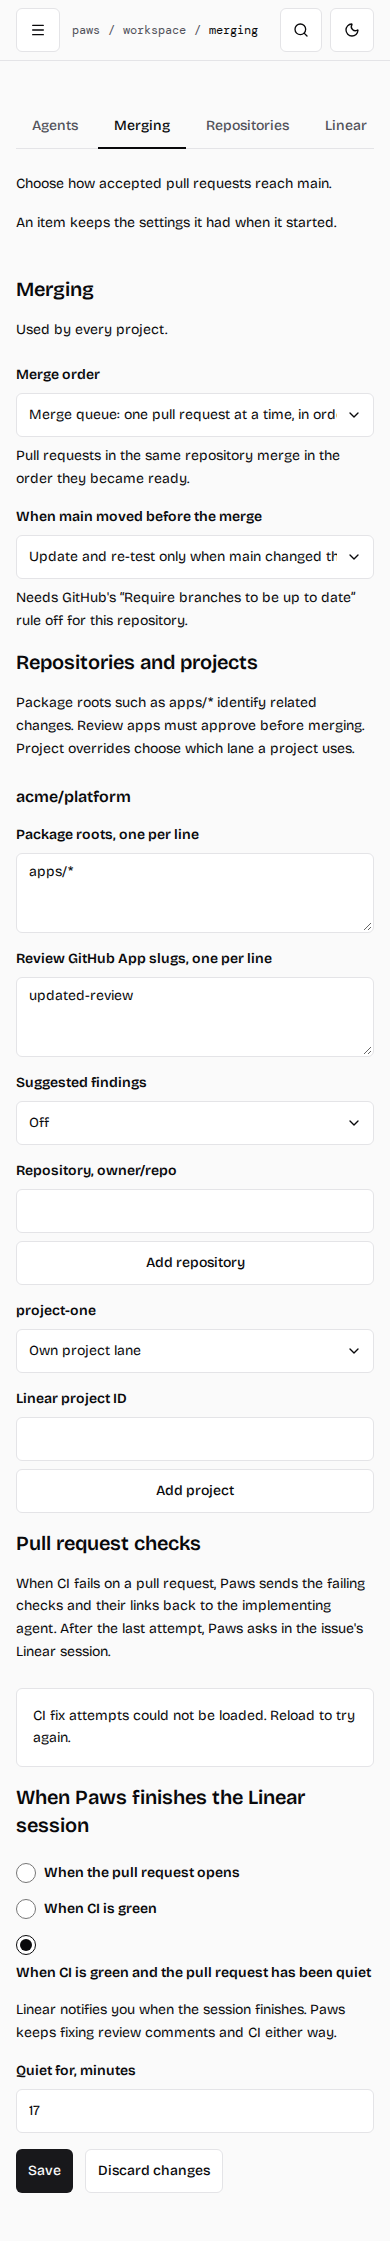 paws / workspace / merging
Agents
Merging
Repositories
Linear
Choose how accepted pull requests reach main.
An item keeps the settings it had when it started.
Merging
Used by every project.
Merge order
Merge queue: one pull request at a time, in ord
Pull requests in the same repository merge in the
order they became ready.
When main moved before the merge
Update and re-test only when main changed th
Needs GitHub's "Require branches to be up to date"
rule off for this repository.
Repositories and projects
Package roots such as apps/* identify related
changes. Review apps must approve before merging.
Project overrides choose which lane a project uses.
acme/platform
Package roots, one per line
apps/*
Review GitHub App slugs, one per line
updated-review
Suggested findings
Off
Repository, owner/repo
Add repository
project-one
Own project lane
Linear project ID
Add project
Pull request checks
When CI fails on a pull request, Paws sends the failing
checks and their links back to the implementing
agent. After the last attempt, Paws asks in the issue's
Linear session.
CI fix attempts could not be loaded. Reload to try
again.
When Paws finishes the Linear
session
When the pull request opens
When CI is green
When CI is green and the pull request has been quiet
Linear notifies you when the session finishes. Paws
keeps fixing review comments and CI either way.
Quiet for, minutes
17
Save
Discard changes